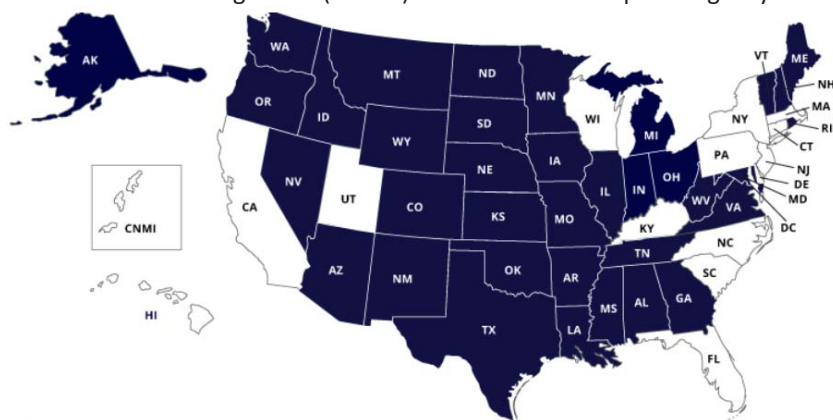 AK
WA
MT
ND
MN
VT
ME
OR
ID
SD
WI
NY
NH
MA
WY
MI
RI
CT
PA
NJ
IA
NE
NV
IL
IN
OH
DE
MD
CA
UT
CO
WV
VA
KS
MO
KY
DC
CNMI
NC
TN
AZ
NM
OK
AR
SC
MS
AL
GA
HI
TX
LA
FL